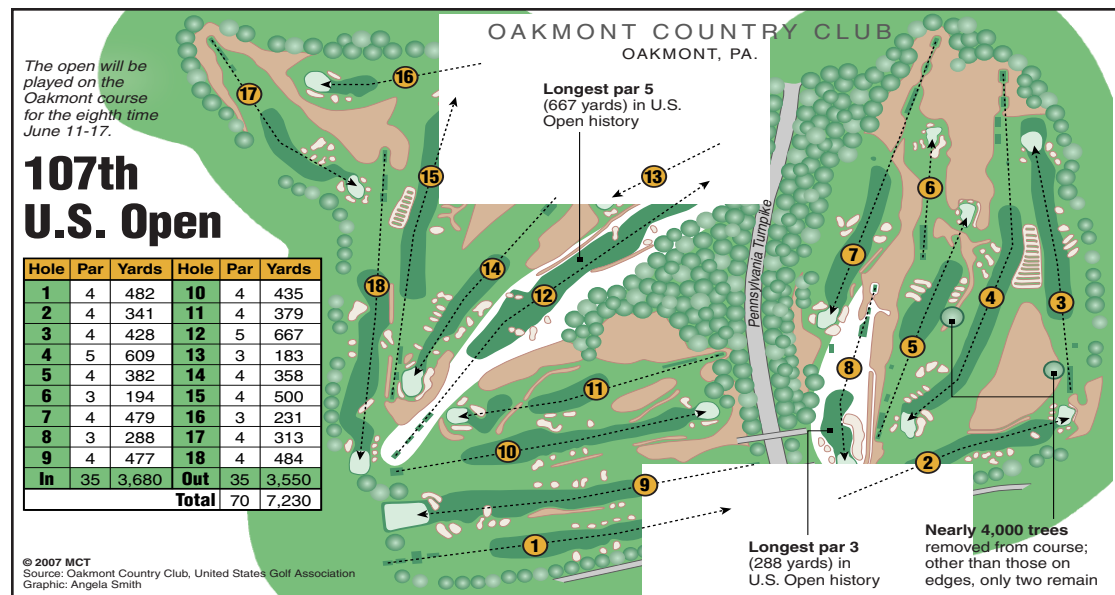 OAKMONT COUNTRY CLUB
OAKMONT, PA.
The open will be
played on the
Oakmont course
for the eighth time
June 11-17.
107th
U.S. Open
Hole Par Yards Hole Par Yards
1 4 482 10 4 435
2 4 341 11 4 379
3 4 428 12 5 667
4 5 609 13 3 183
5 4 382 14 4 358
6 3 194 15 4 500
7 4 479 16 3 231
8 3 288 17 4 313
9 4 477 18 4 484
In 35 3,680 Out 35 3,550
Total 70 7,230
© 2007 MCT
Source: Oakmont Country Club, United States Golf Association
Graphic: Angela Smith
Longest par 5
(667 yards) in U.S.
Open history
16
17
15
13
18
14
12
11
10
9
1
Pennsylvania Turnpike
6
7
4
3
5
8
2
Longest par 3
(288 yards) in
U.S. Open history
Nearly 4,000 trees
removed from course;
other than those on
edges, only two remain